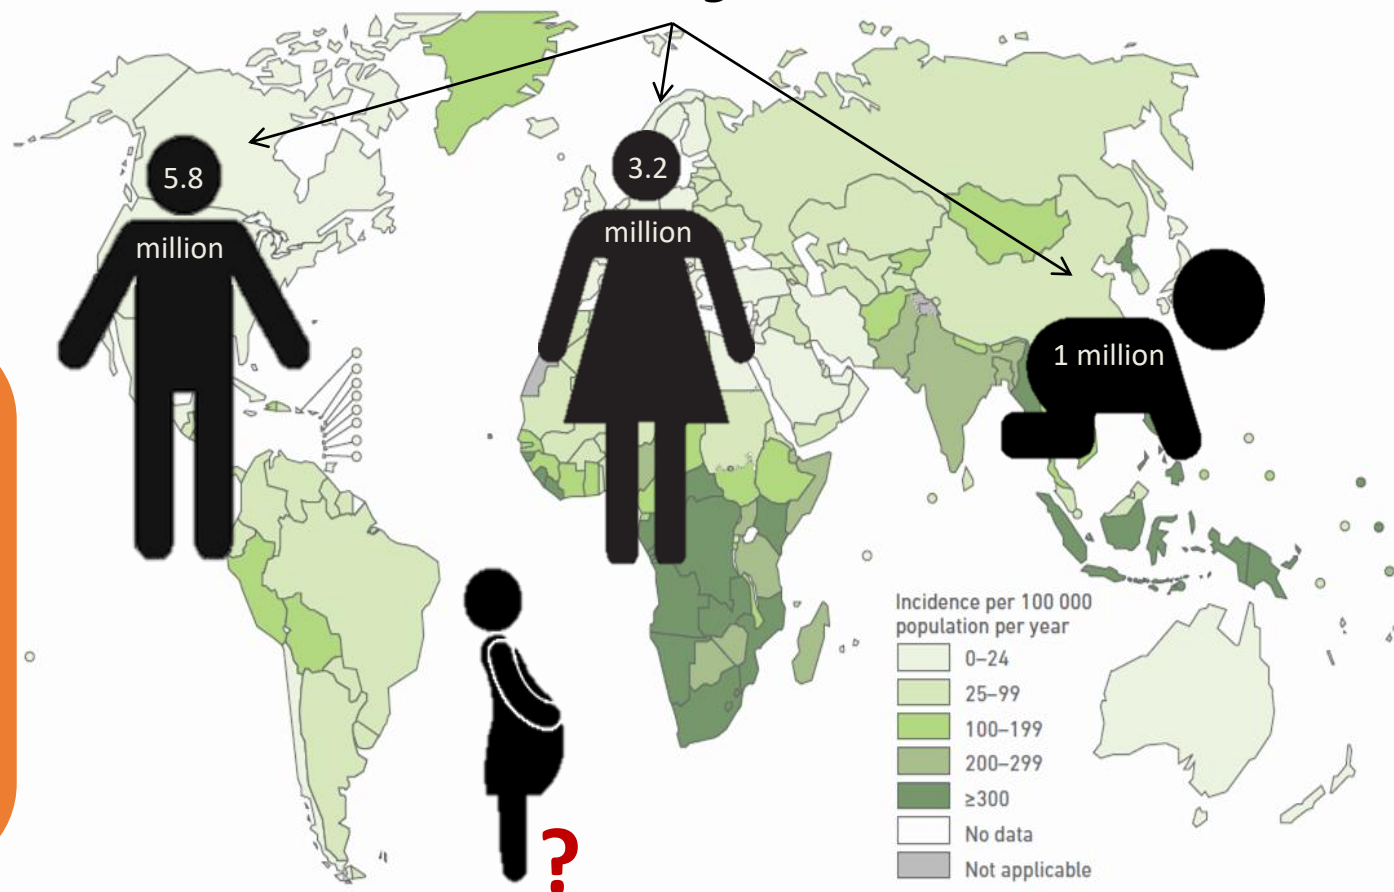 5.8
million
3.2
million
1 million
?
Incidence per 100 000
population per year
0–24
25–99
100–199
200–299
≥300
No data
Not applicable